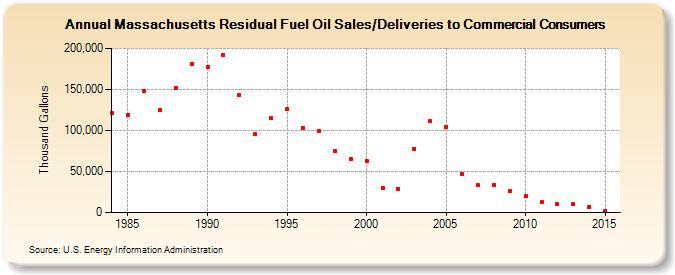 Annual Massachusetts Residual Fuel Oil Sales/Deliveries to Commercial Consumers
Thousand Gallons
200,000
150,000
100,000
50,000
0
1985 1990 1995 2000 2005 2010 2015
Source: U.S. Energy Information Administration